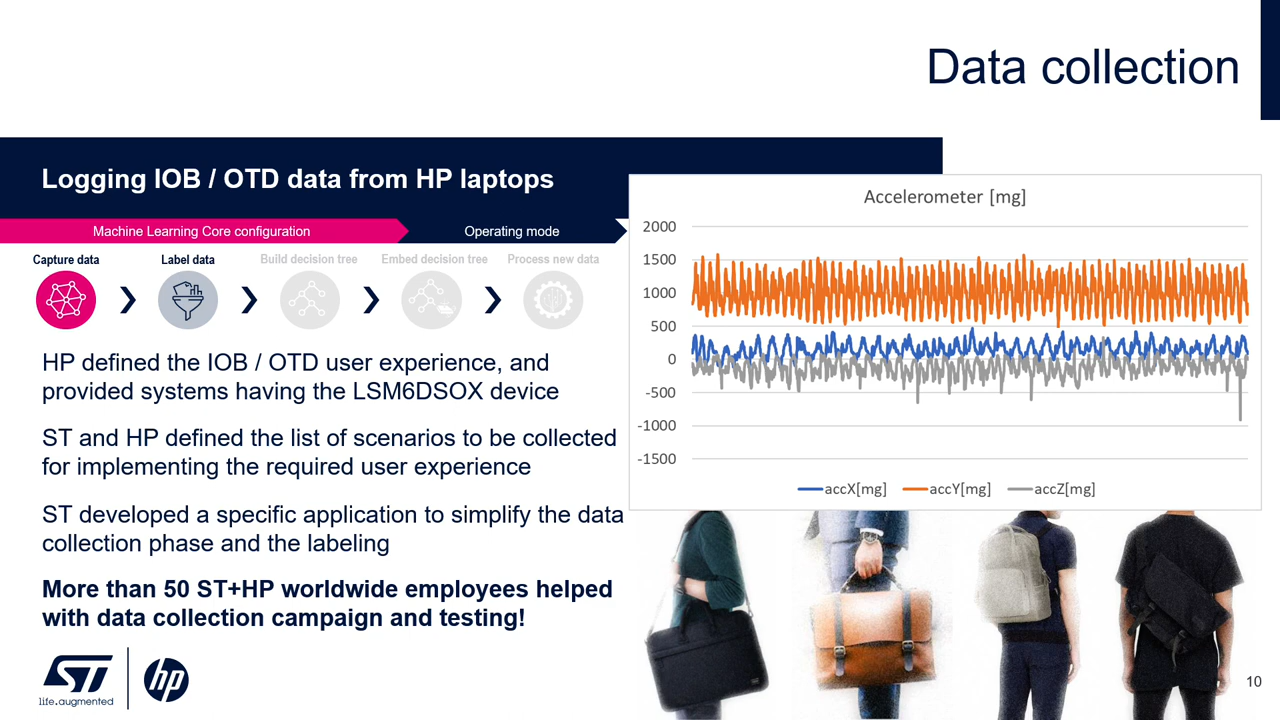 Data collection
Logging IOB / OTD data from HP laptops
Machine Learning Core configuration
Operating mode
Capture data
Label data
Build decision tree
Embed decision tree
Process new data
HP defined the IOB / OTD user experience, and
provided systems having the LSM6DSOX device
ST and HP defined the list of scenarios to be collected
for implementing the required user experience
ST developed a specific application to simplify the data
collection phase and the labeling
More than 50 ST+HP worldwide employees helped
with data collection campaign and testing!
Accelerometer [mg]
2000
1500
1000
500
0
-500
-1000
-1500
accX[mg]
accY[mg]
accZ[mg]
ST
life.augmented
hp
10